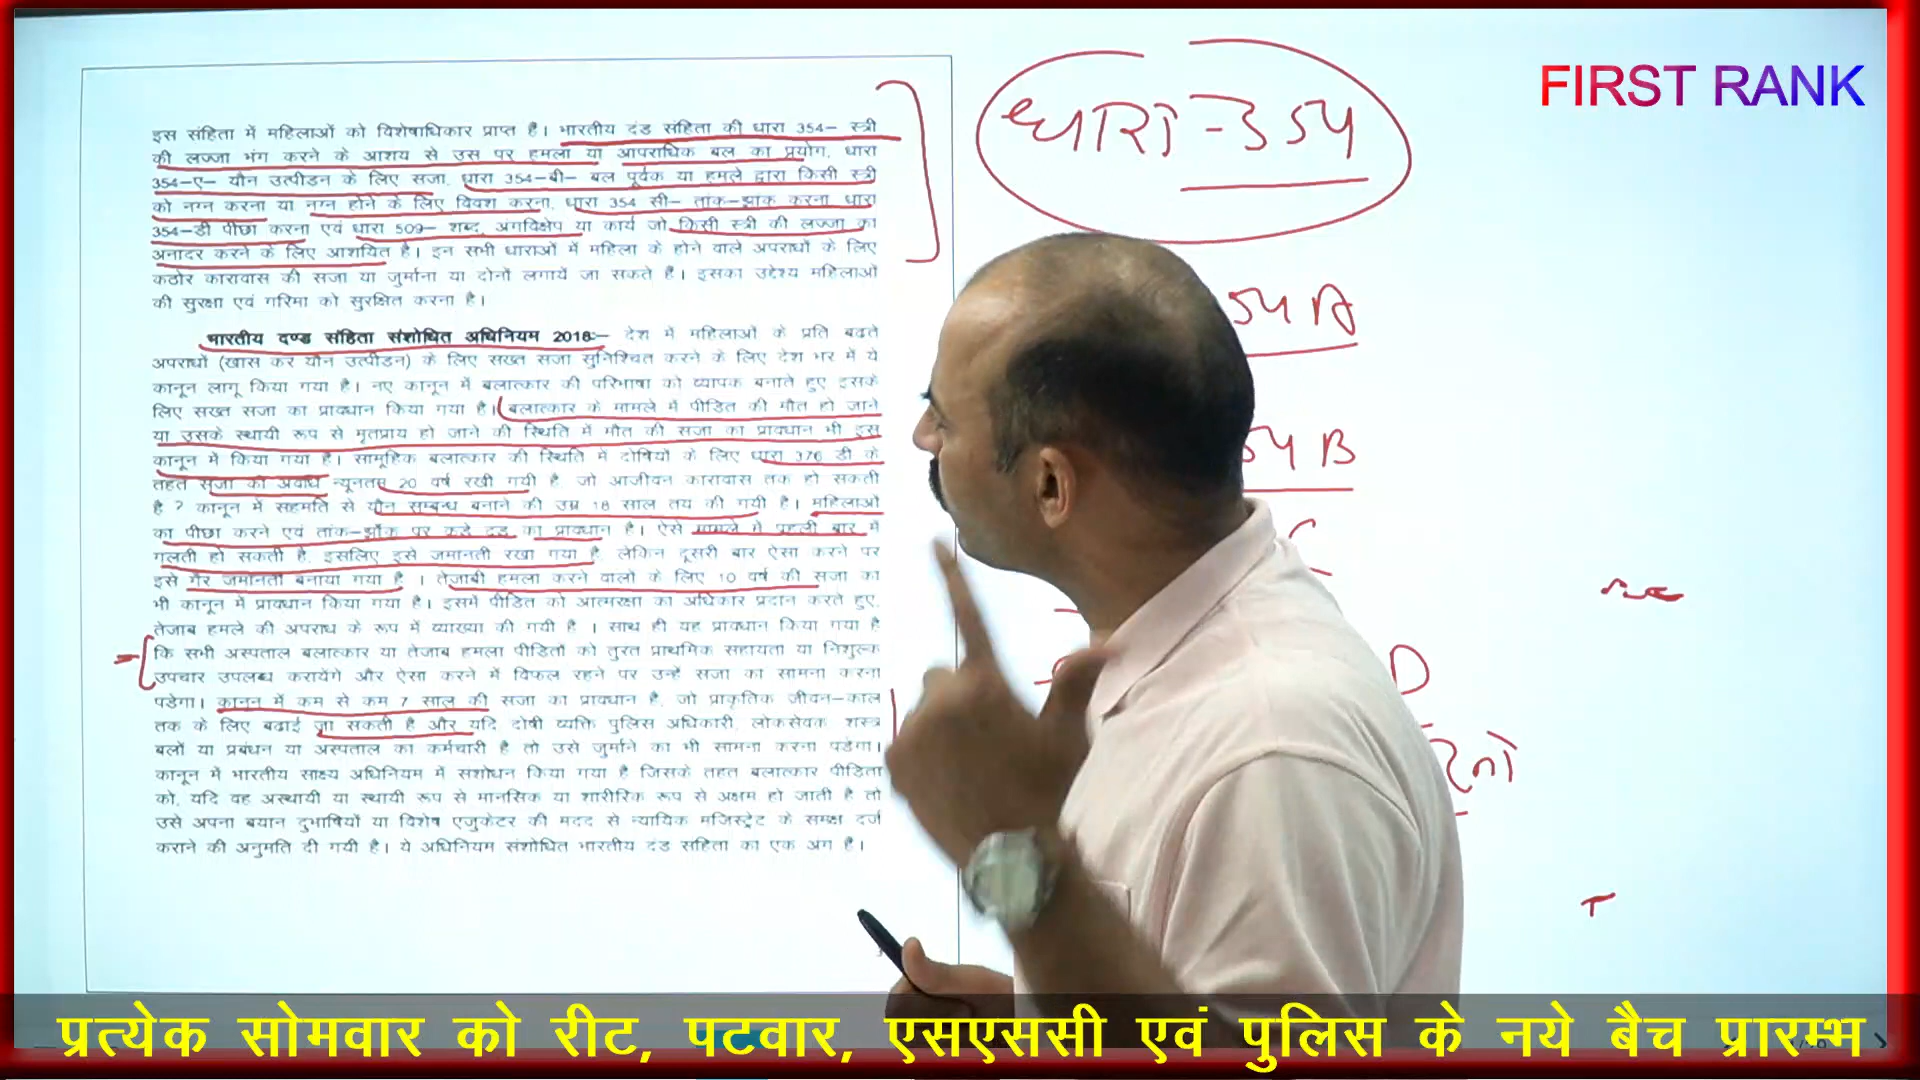 इस संहिता में महिलाओं को विशेषाधिकार प्राप्त है। भारतीय दंड संहिता की धारा 354– स्त्री
की लज्जा भंग करने के आशय से उस पर हमला या आपराधिक बल का प्रयोग, धारा
354–ए– यौन उत्पीडन के लिए सजा, धारा 354–बी– बल पूर्वक या हमले द्वारा किसी स्त्री
को नग्न करना या नग्न होने के लिए विवश करना, धारा 354 सी– तांक–झांक करना धारा
354–डी पीछा करना एवं धारा 509– शब्द, अंगविक्षेप या कार्य जो किसी स्त्री की लज्जा का
अनादर करने के लिए आशयित है। इन सभी धाराओं में महिला के होने वाले अपराधों के लिए
कठोर कारावास की सजा या जुर्माना या दोनों लगायें जा सकते हैं। इसका उद्देश्य महिलाओं
की सुरक्षा एवं गरिमा को सुरक्षित करना है।
भारतीय दण्ड संहिता संशोधित अधिनियम 2018:– देश में महिलाओं के प्रति बढते
अपराधों (खास कर यौन उत्पीडन) के लिए सख्त सजा सुनिश्चित करने के लिए देश भर में ये
कानून लागू किया गया है। नए कानून में बलात्कार की परिभाषा को व्यापक बनाते हुए इसके
लिए सख्त सजा का प्रावधान किया गया है। बलात्कार के मामले में पीडित की मौत हो जाने
या उसके स्थायी रूप से मृतप्राय हो जाने की स्थिति में मौत की सजा का प्रावधान भी इस
कानून में किया गया है। सामूहिक बलात्कार की स्थिति में दोषियों के लिए धारा 376 डी के
तहत सजा की अवधि न्यूनतम 20 वर्ष रखी गयी है, जो आजीवन कारावास तक हो सकती
है ? कानून में सहमति से यौन सम्बन्ध बनाने की उम्र 18 साल तय की गयी है। महिलाओं
का पीछा करने एवं तांक–झाँक पर कडे दंड का प्रावधान है। ऐसे मामले में पहली बार में
गलती हो सकती है, इसलिए इसे जमानती रखा गया है, लेकिन दूसरी बार ऐसा करने पर
इसे गैर जमानती बनाया गया है । तेजाबी हमला करने वालों के लिए 10 वर्ष की सजा का
भी कानून में प्रावधान किया गया है। इसमें पीडित को आत्मरक्षा का अधिकार प्रदान करते हुए,
तेजाब हमले की अपराध के रूप में व्याख्या की गयी है । साथ ही यह प्रावधान किया गया है
कि सभी अस्पताल बलात्कार या तेजाब हमला पीडितों को तुरंत प्राथमिक सहायता या निशुल्क
उपचार उपलब्ध करायेंगे और ऐसा करने में विफल रहने पर उन्हें सजा का सामना करना
पडेगा। कानून में कम से कम 7 साल की सजा का प्रावधान है, जो प्राकृतिक जीवन–काल
तक के लिए बढाई जा सकती है और यदि दोषी व्यक्ति पुलिस अधिकारी, लोकसेवक शस्त्र
बलों या प्रबंधन या अस्पताल का कर्मचारी है तो उसे जुर्माने का भी सामना करना पडेगा।
कानून में भारतीय साक्ष्य अधिनियम में संशोधन किया गया है जिसके तहत बलात्कार पीडिता
को, यदि वह अस्थायी या स्थायी रूप से मानसिक या शारीरिक रूप से अक्षम हो जाती है तो
उसे अपना बयान दुभाषियों या विशेष एजुकेटर की मदद से न्यायिक मजिस्ट्रेट के समक्ष दर्ज
कराने की अनुमति दी गयी है। ये अधिनियम संशोधित भारतीय दंड संहिता का एक अंग है।
धारा-354
54 A
54 B
C
D
FIRST RANK
प्रत्येक सोमवार को रीट, पटवार, एसएससी एवं पुलिस के नये बैच प्रारम्भ